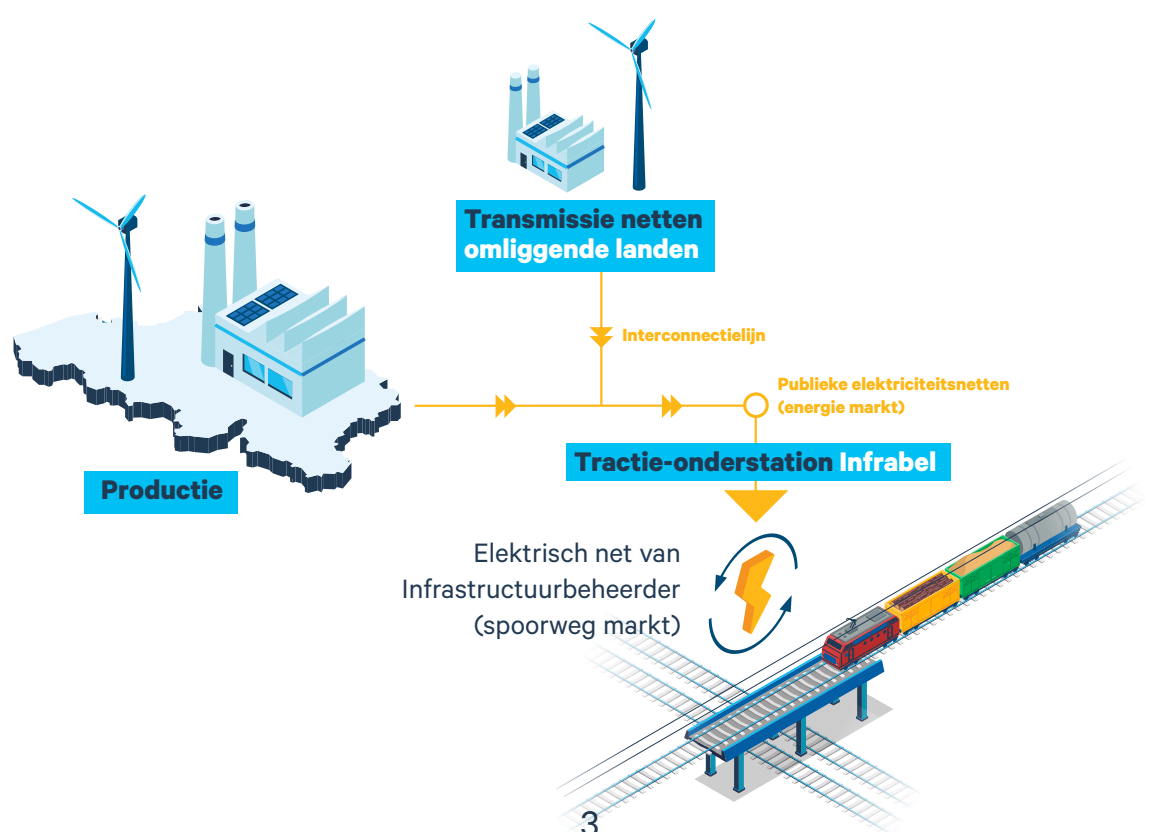 Transmissie netten
omliggende landen
Interconnectielijn
Publieke elektriciteitsnetten
(energie markt)
Tractie-onderstation Infrabel
Productie
Elektrisch net van
Infrastructuurbeheerder
(spoorweg markt)
3